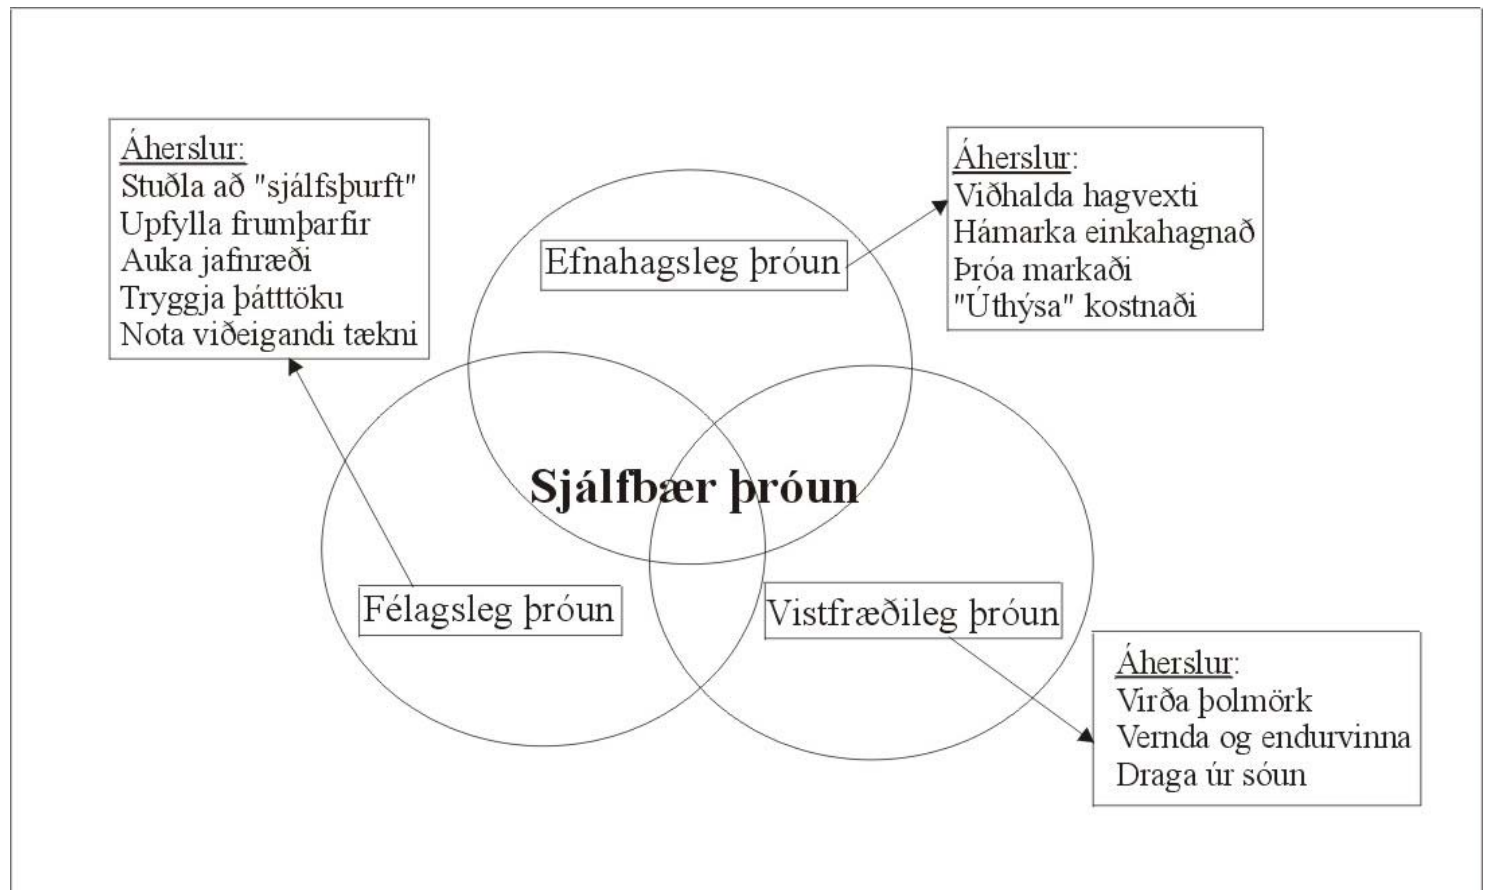 Áherslur:
Stuðla að "sjálfsþurft"
Upfylla frumþarfir
Auka jafnræði
Tryggja þátttöku
Nota viðeigandi tækni
Áherslur:
Viðhalda hagvexti
Hámarka einkahagnað
Þróa markaði
"Úthýsa" kostnaði
Efnahagsleg þróun
Sjálfbær þróun
Félagsleg þróun
Vistfræðileg þróun
Áherslur:
Virða þolmörk
Vernda og endurvinna
Draga úr sóun